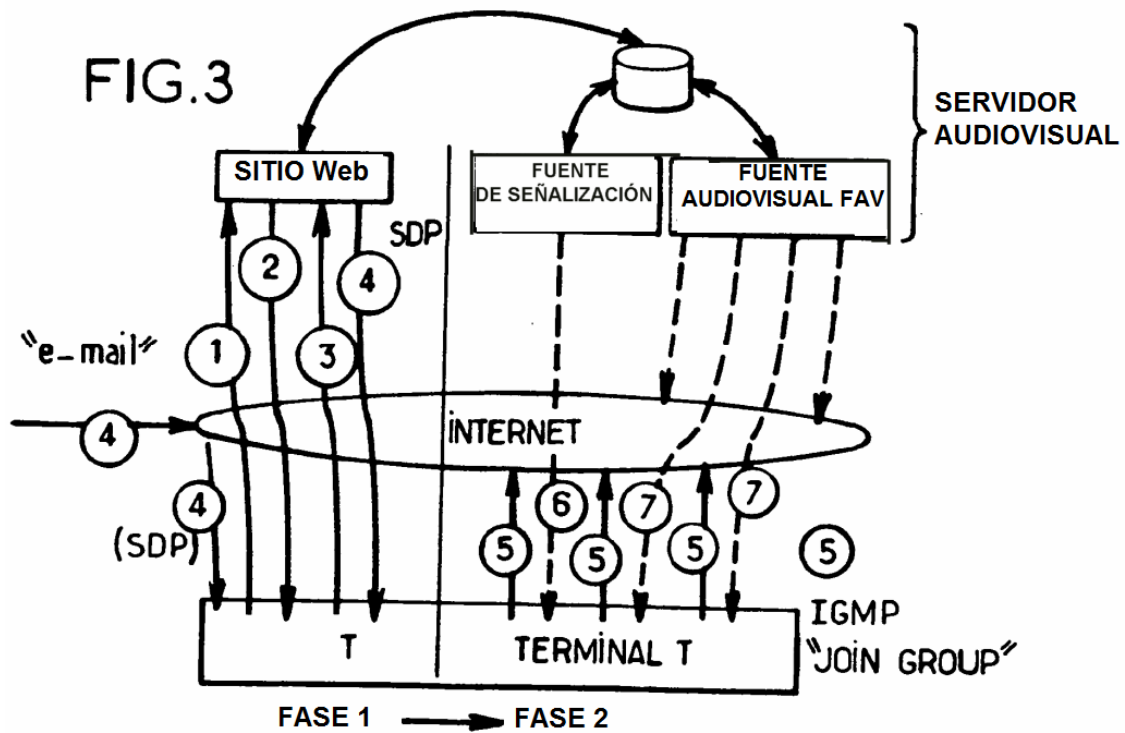 FIG.3
SERVIDOR
AUDIOVISUAL
SITIO Web
FUENTE
DE SEÑALIZACIÓN
FUENTE
AUDIOVISUAL FAV
SDP
2
4
"e-mail"
1
3
4
INTERNET
4
(SDP)
6
7
7
5
5
5
5
IGMP
"JOIN GROUP"
T
TERMINAL T
FASE 1
FASE 2